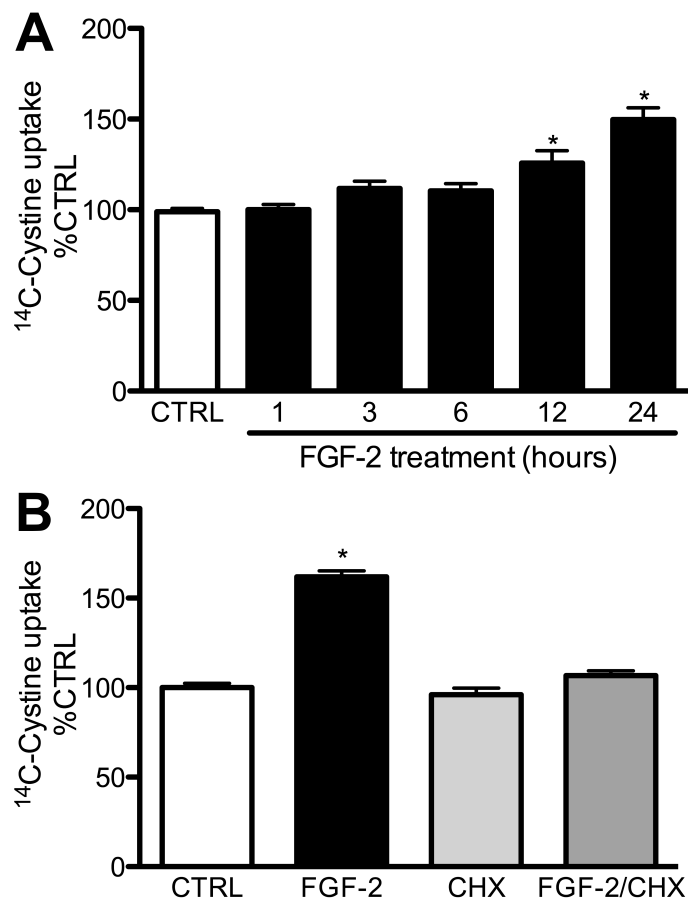 A
200
150
100
50
0
¹⁴C-Cystine uptake
%CTRL
* *
CTRL 1 3 6 12 24
FGF-2 treatment (hours)
B
200
150
100
50
0
¹⁴C-Cystine uptake
%CTRL
*
CTRL FGF-2 CHX FGF-2/CHX